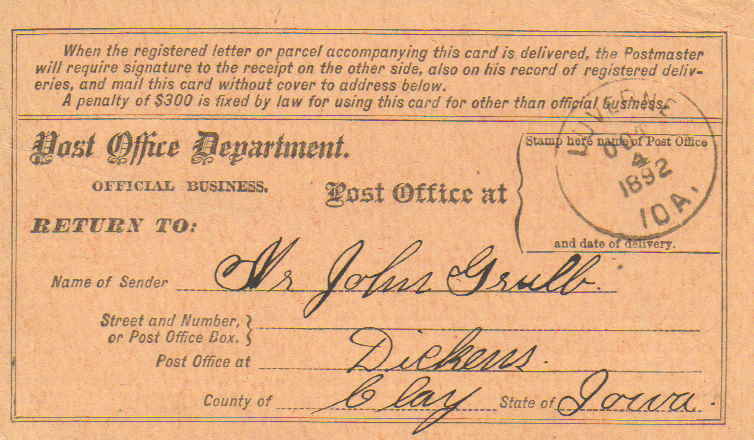 When the registered letter or parcel accompanying this card is delivered, the Postmaster
will require signature to the receipt on the other side, also on his record of registered deliv-
eries, and mail this card without cover to address below.
A penalty of $300 is fixed by law for using this card for other than official business.
Post Office Department.
OFFICIAL BUSINESS.
Post Office at
Stamp here name of Post Office
and date of delivery.
LUVERNE
OCT
4
1892
IOA.
RETURN TO:
Name of Sender Mr John Grulb.
Street and Number,
or Post Office Box.
Post Office at Dickens.
County of Clay State of Iowa.